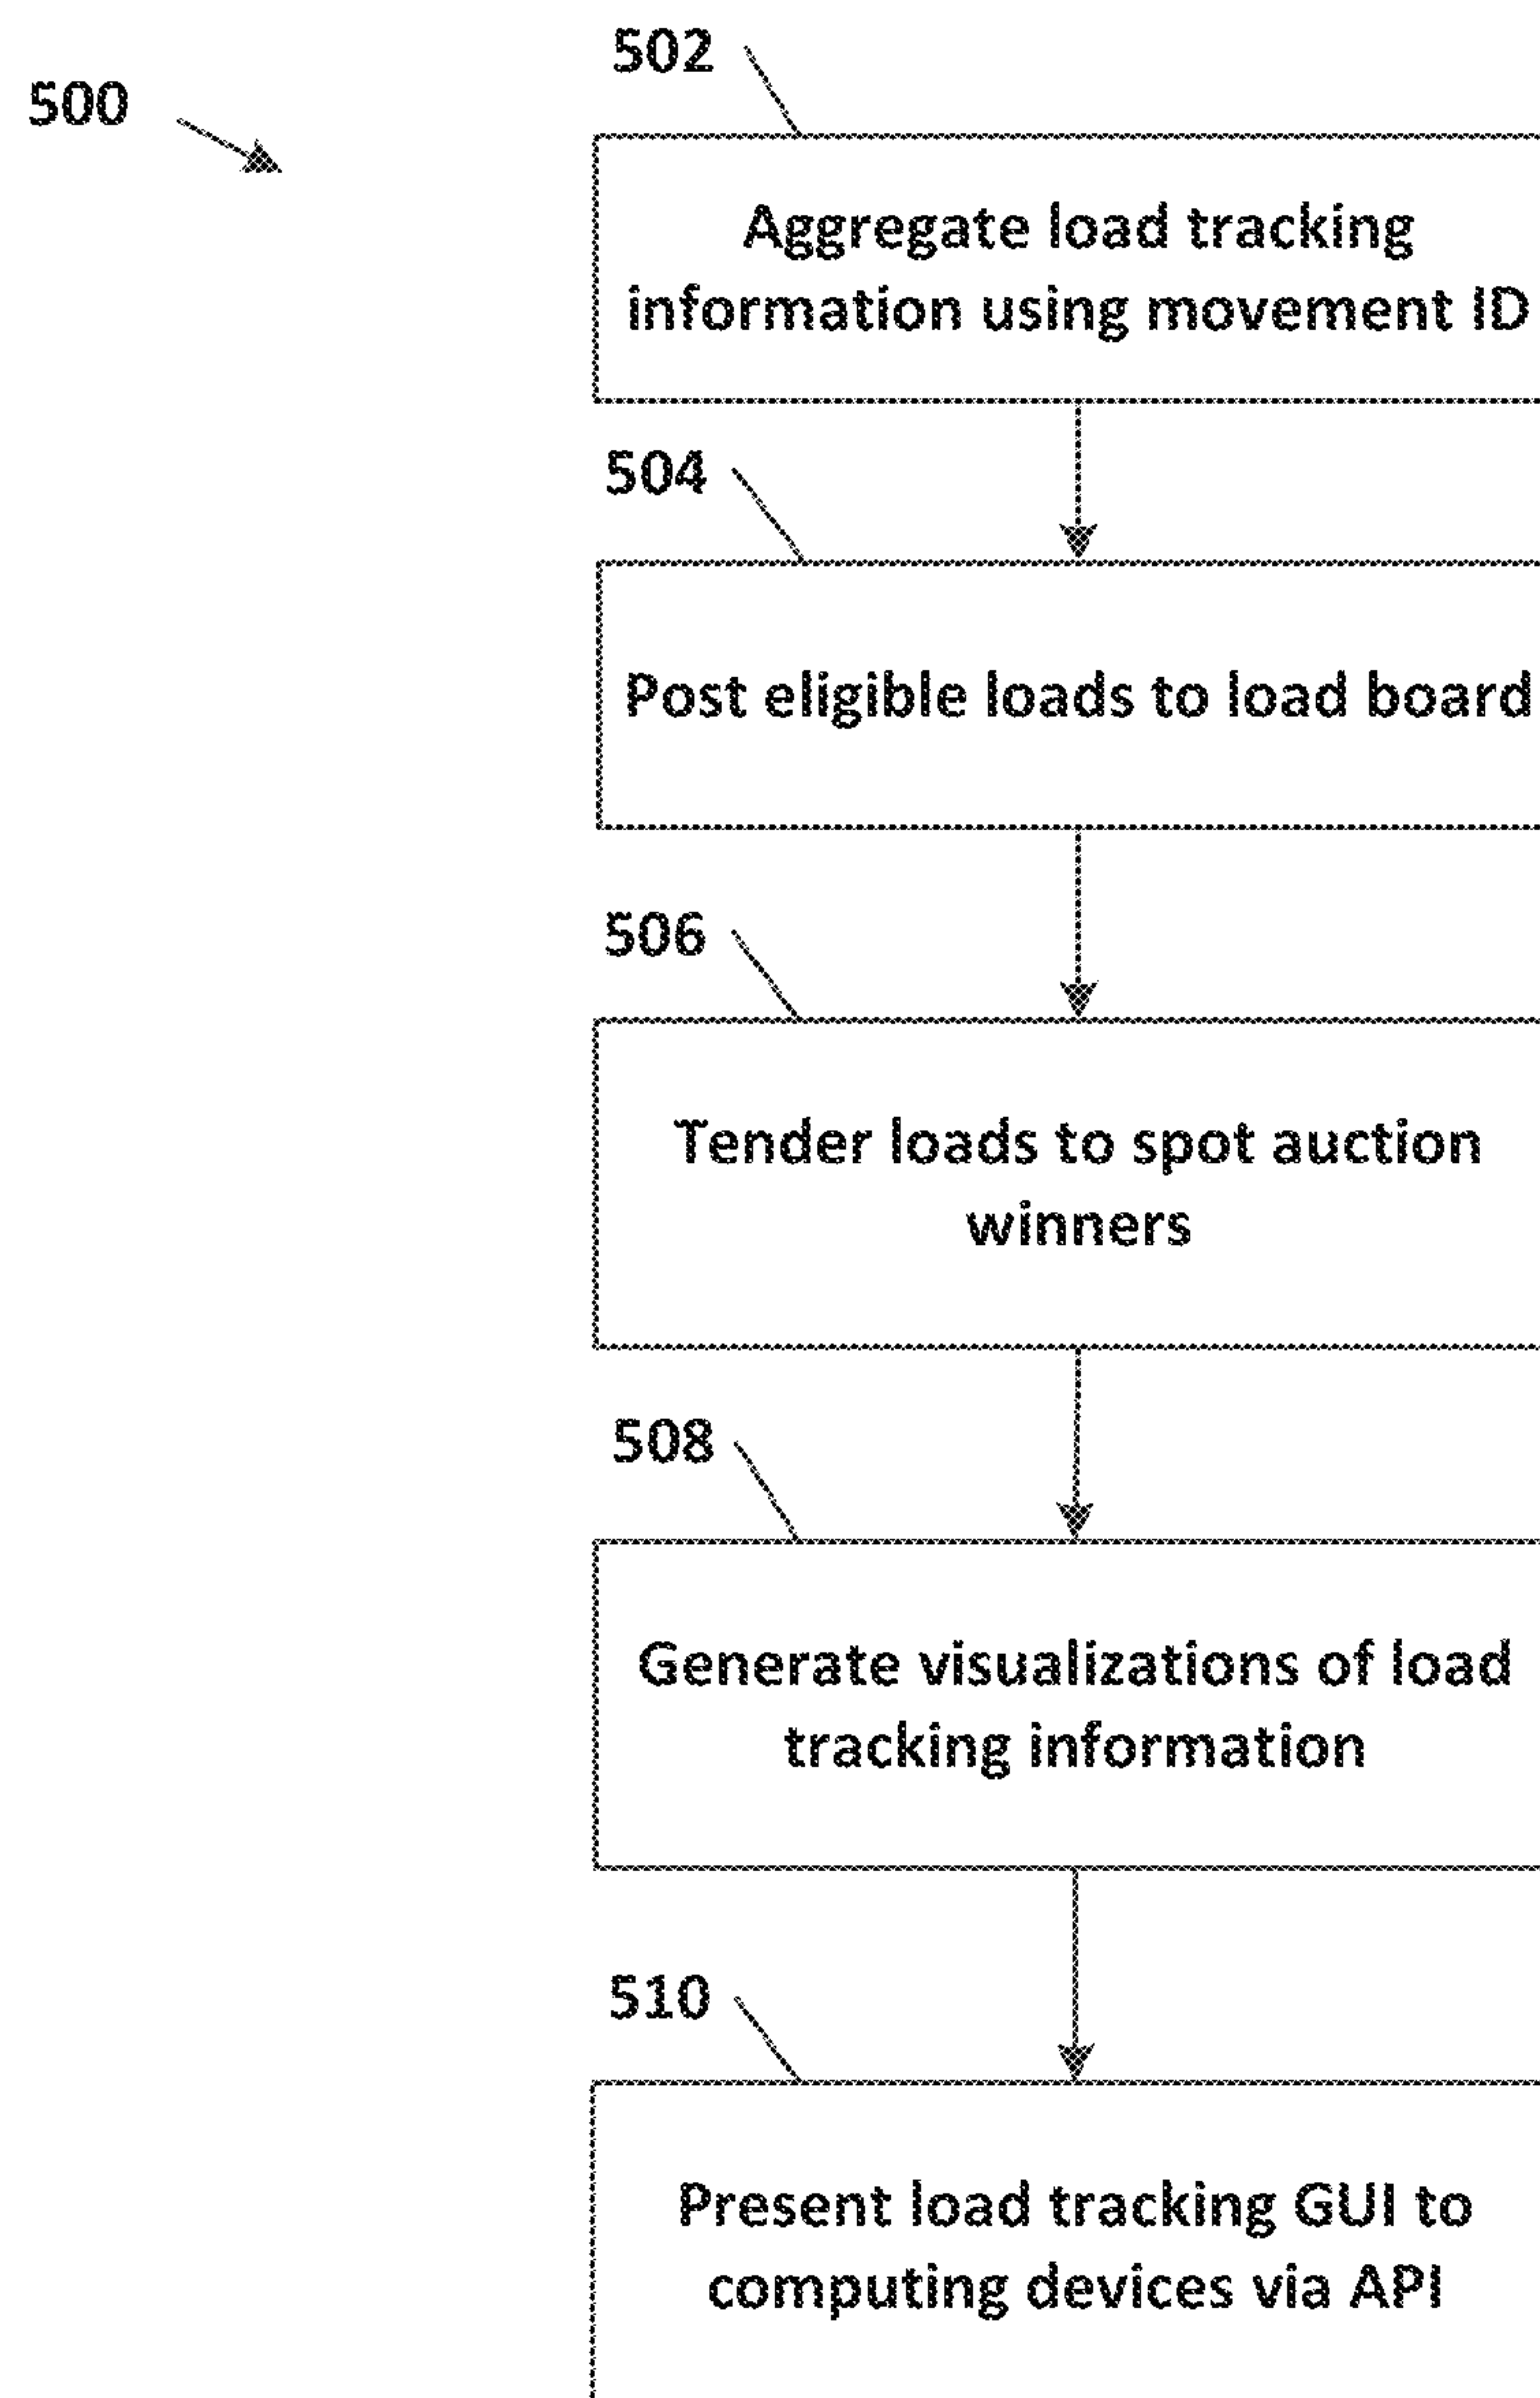 500
502
Aggregate load tracking
information using movement ID
504
Post eligible loads to load board
506
Tender loads to spot auction
winners
508
Generate visualizations of load
tracking information
510
Present load tracking GUI to
computing devices via API